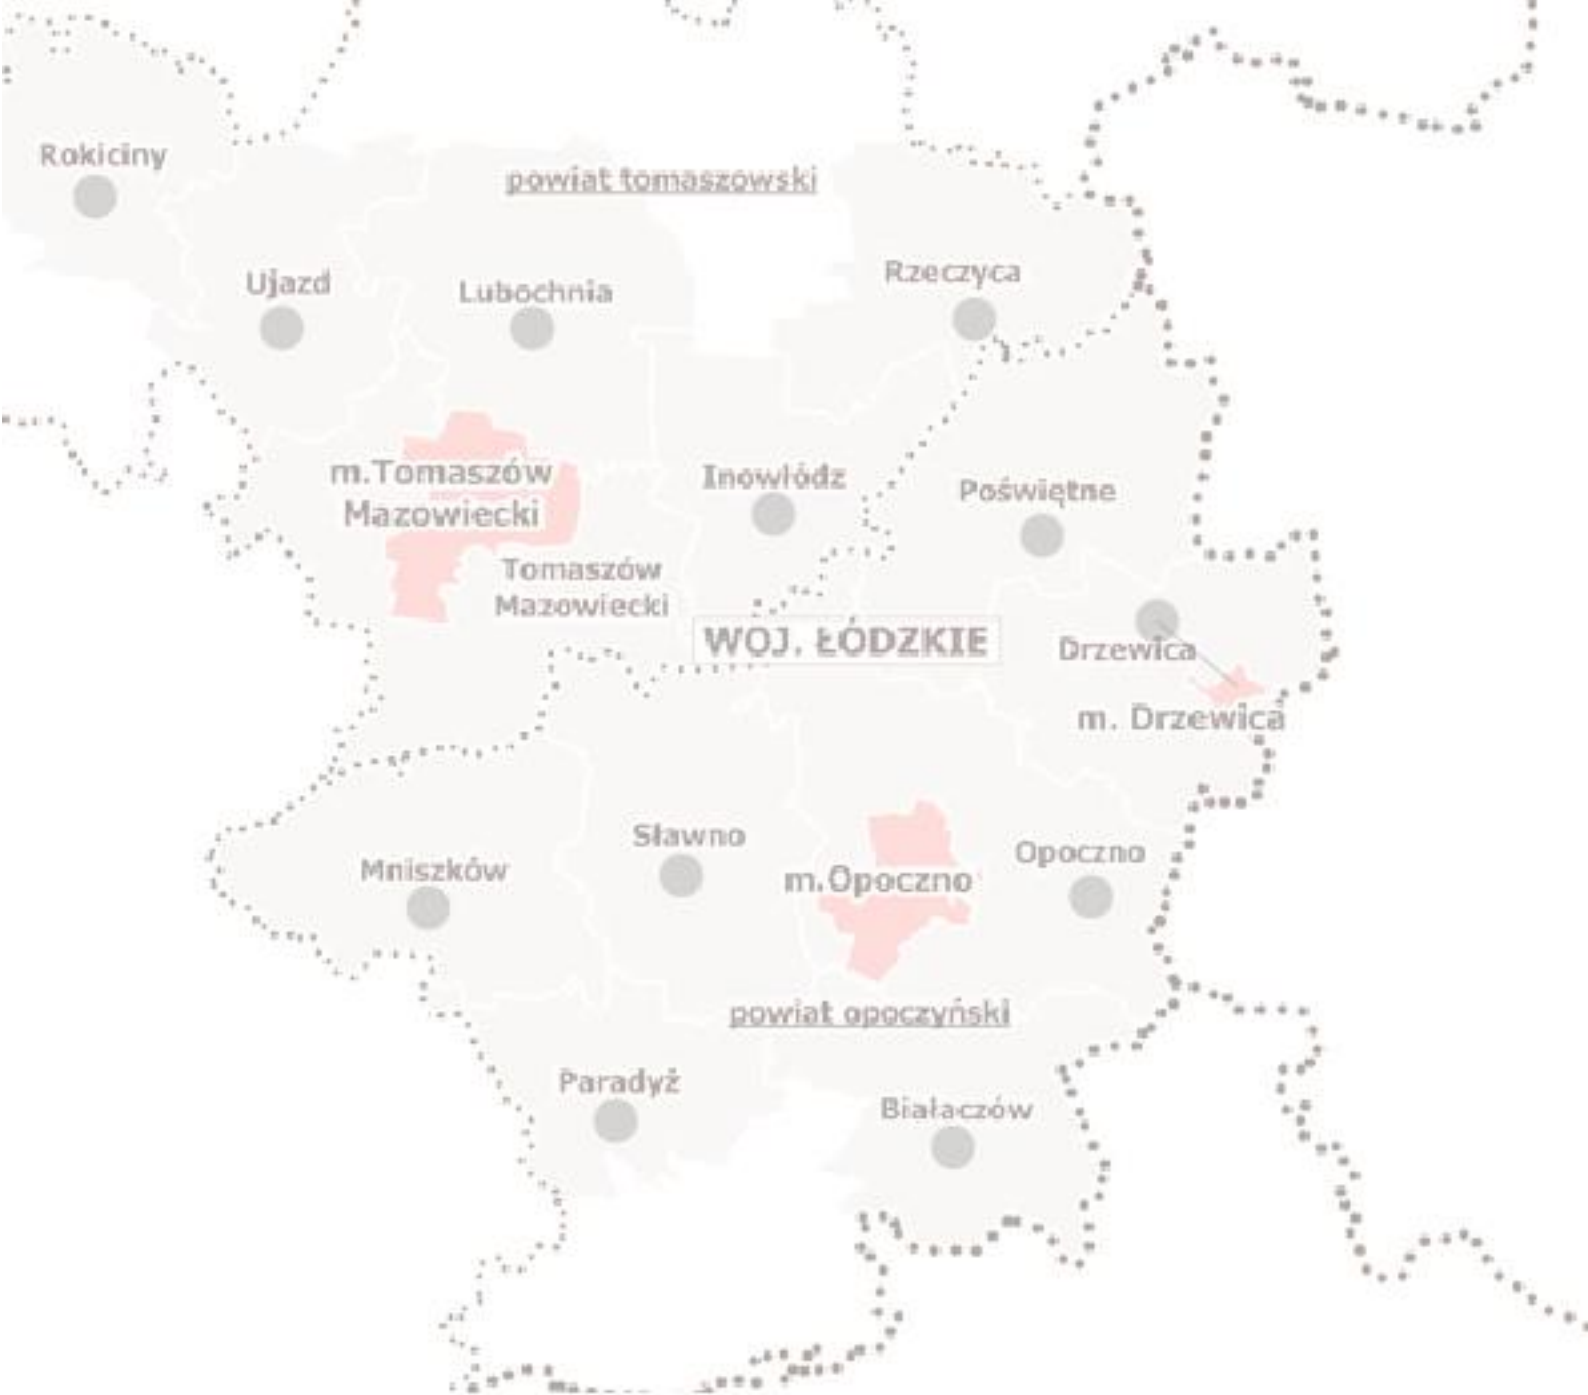 Rokiciny
powiat tomaszowski
Ujazd
Lubochnia
Rzeczyca
m.Tomaszów
Mazowiecki
Inowłódz
Poświętne
Tomaszów
Mazowiecki
WOJ. ŁÓDZKIE
Drzewica
m. Drzewica
Sławno
Mniszków
m.Opoczno
Opoczno
powiat opoczyński
Paradyż
Białaczów